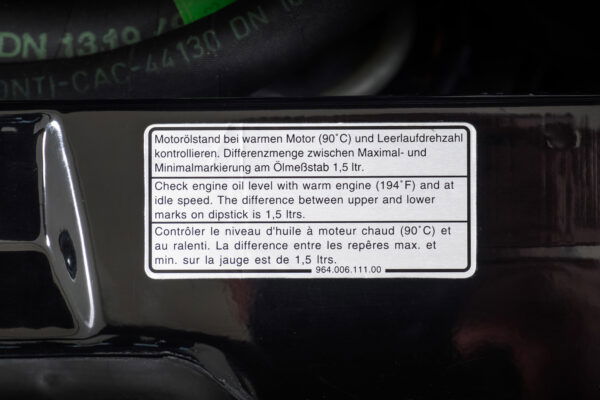 DN 1319
CONTI-CAC-44130 DN
Motorölstand bei warmen Motor (90°C) und Leerlaufdrehzahl
kontrollieren. Differenzmenge zwischen Maximal- und
Minimalmarkierung am Ölmeßstab 1,5 ltr.
Check engine oil level with warm engine (194°F) and at
idle speed. The difference between upper and lower
marks on dipstick is 1,5 ltrs.
Contrôler le niveau d'huile à moteur chaud (90°C) et
au ralenti. La difference entre les repêres max. et
min. sur la jauge est de 1,5 ltrs.
964.006.111.00